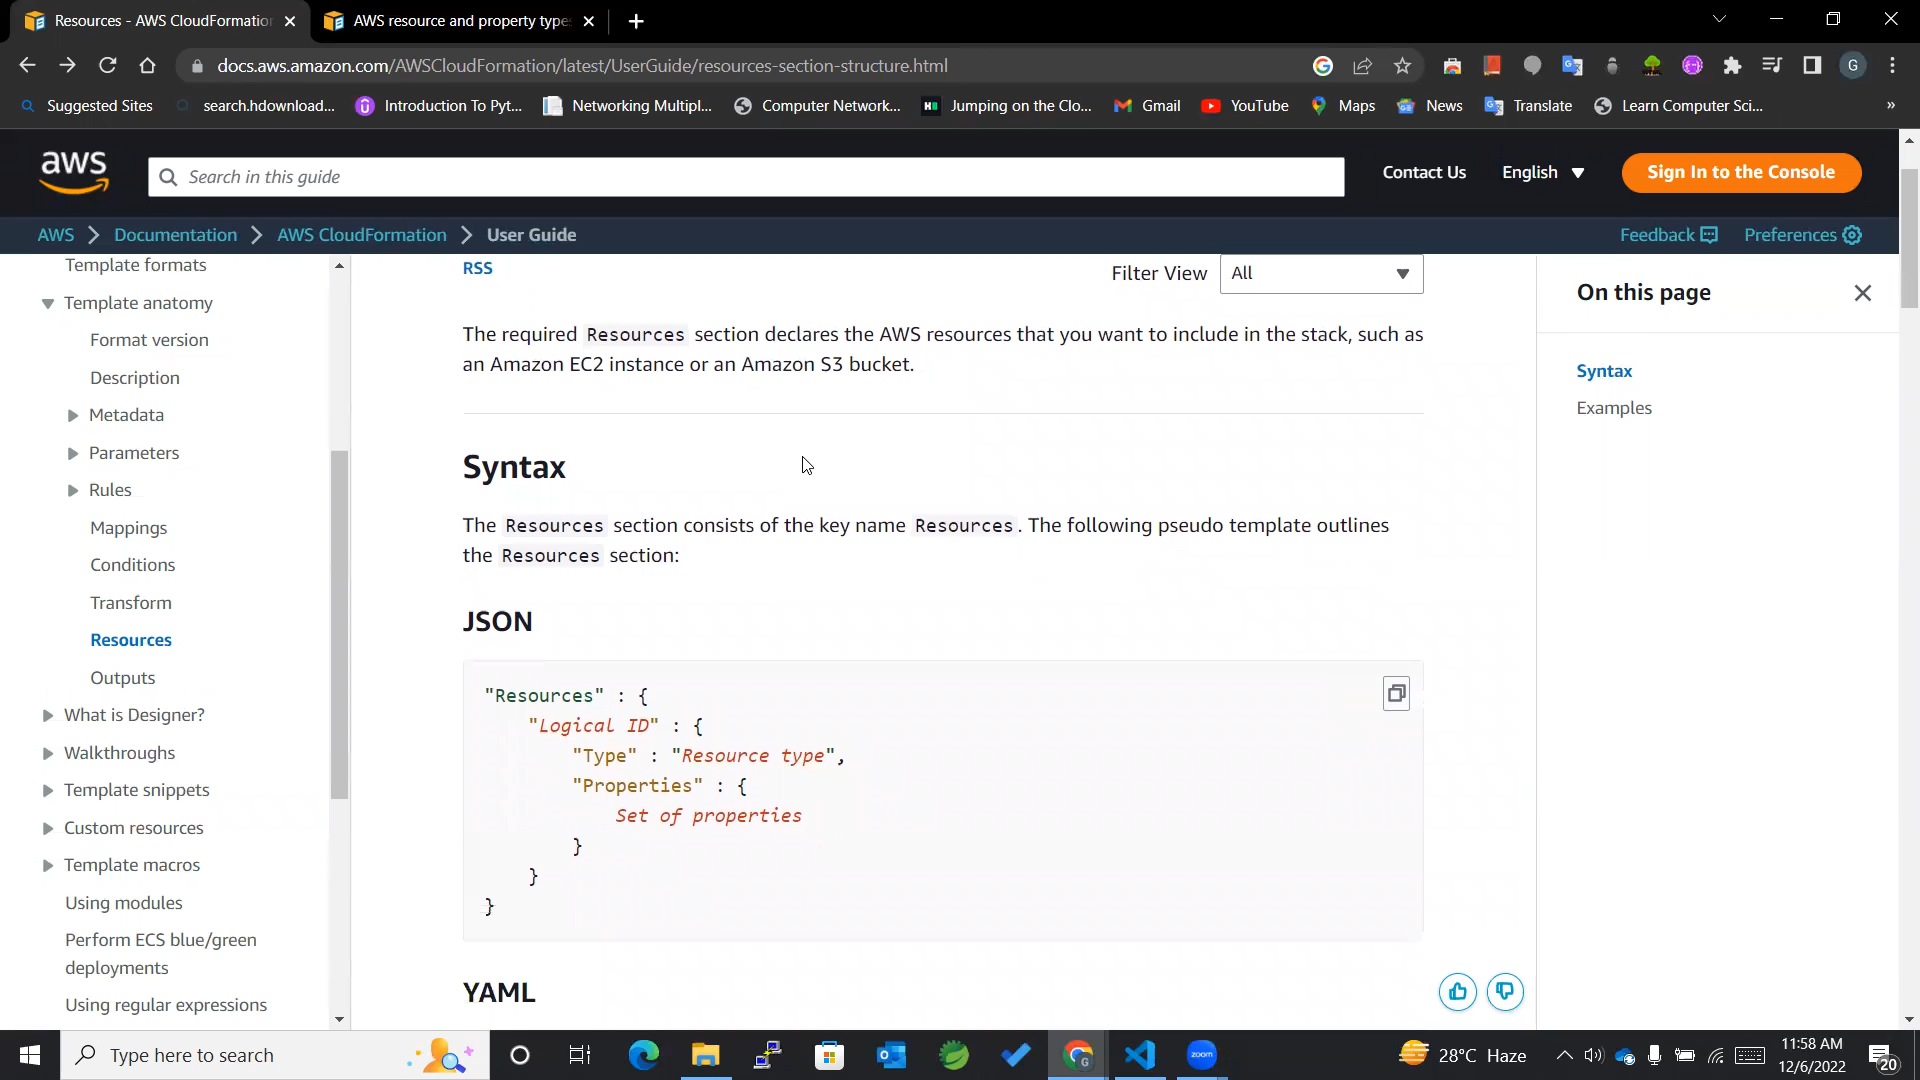 Resources - AWS CloudFormation
AWS resource and property types
docs.aws.amazon.com/AWSCloudFormation/latest/UserGuide/resources-section-structure.html
G
Suggested Sites
search.hdownload...
Introduction To Pyt...
Networking Multipl...
Computer Network...
Jumping on the Clo...
Gmail
YouTube
Maps
News
Translate
Learn Computer Sci...
»
aws
Search in this guide
Contact Us
English
Sign In to the Console
AWS
Documentation
AWS CloudFormation
User Guide
Feedback
Preferences
Template formats
Template anatomy
Format version
Description
Metadata
Parameters
Rules
Mappings
Conditions
Transform
Resources
Outputs
What is Designer?
Walkthroughs
Template snippets
Custom resources
Template macros
Using modules
Perform ECS blue/green
deployments
Using regular expressions
RSS
Filter View
All
The required Resources section declares the AWS resources that you want to include in the stack, such as
an Amazon EC2 instance or an Amazon S3 bucket.
Syntax
The Resources section consists of the key name Resources. The following pseudo template outlines
the Resources section:
JSON
"Resources" : {
"Logical ID" : {
"Type" : "Resource type",
"Properties" : {
Set of properties
}
}
}
YAML
On this page
Syntax
Examples
Type here to search
zoom
28°C Haze
11:58 AM
12/6/2022
20